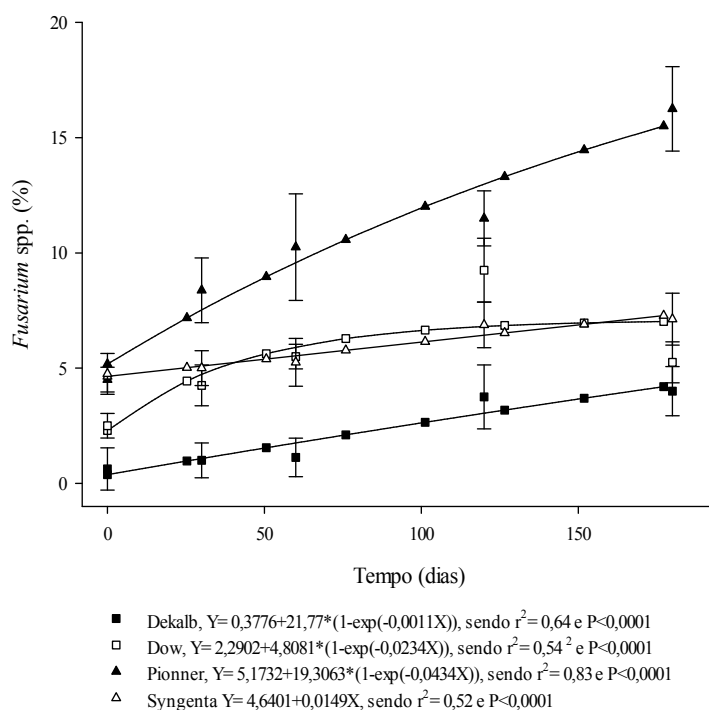 20
15
10
5
0
Fusarium spp. (%)
0 50 100 150
Tempo (dias)
Dekalb, Y= 0,3776+21,77*(1-exp(-0,0011X)), sendo r²= 0,64 e P<0,0001
Dow, Y= 2,2902+4,8081*(1-exp(-0,0234X)), sendo r²= 0,54 ² e P<0,0001
Pionner, Y= 5,1732+19,3063*(1-exp(-0,0434X)), sendo r²= 0,83 e P<0,0001
Syngenta Y= 4,6401+0,0149X, sendo r²= 0,52 e P<0,0001